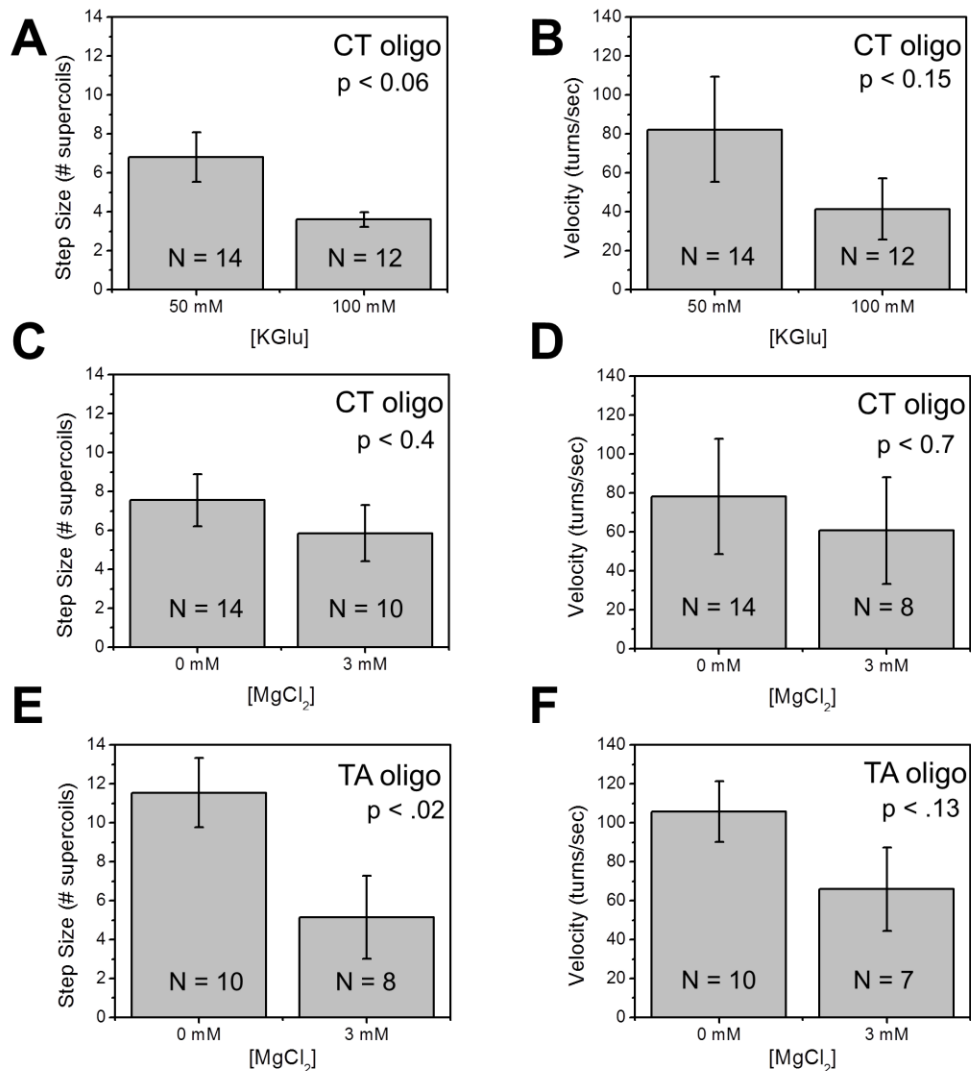 A
Step Size (# supercoils)
14
12
10
8
6
4
2
0
CT oligo
p < 0.06
N = 14
N = 12
50 mM
100 mM
[KGlu]
B
Velocity (turns/sec)
140
120
100
80
60
40
20
0
CT oligo
p < 0.15
N = 14
N = 12
50 mM
100 mM
[KGlu]
C
Step Size (# supercoils)
14
12
10
8
6
4
2
0
CT oligo
p < 0.4
N = 14
N = 10
0 mM
3 mM
[MgCl₂]
D
Velocity (turns/sec)
140
120
100
80
60
40
20
0
CT oligo
p < 0.7
N = 14
N = 8
0 mM
3 mM
[MgCl₂]
E
Step Size (# supercoils)
14
12
10
8
6
4
2
0
TA oligo
p < .02
N = 10
N = 8
0 mM
3 mM
[MgCl₂]
F
Velocity (turns/sec)
140
120
100
80
60
40
20
0
TA oligo
p < .13
N = 10
N = 7
0 mM
3 mM
[MgCl₂]